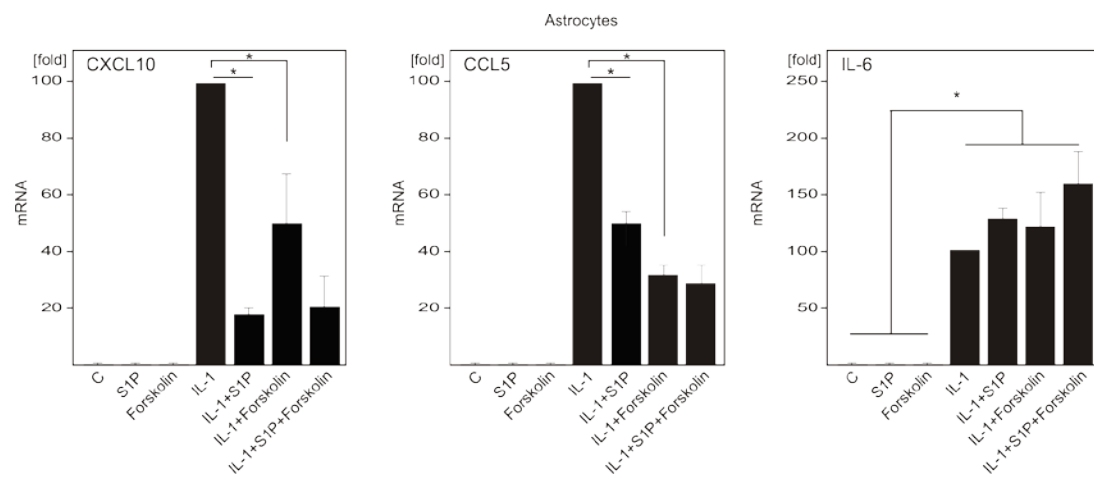 Astrocytes
[fold]
CXCL10
*
*
100
80
60
40
20
mRNA
C
S1P
Forskolin
IL-1
IL-1+S1P
IL-1+Forskolin
IL-1+S1P+Forskolin
[fold]
CCL5
*
*
100
80
60
40
20
mRNA
C
S1P
Forskolin
IL-1
IL-1+S1P
IL-1+Forskolin
IL-1+S1P+Forskolin
[fold]
IL-6
*
250
200
150
100
50
mRNA
C
S1P
Forskolin
IL-1
IL-1+S1P
IL-1+Forskolin
IL-1+S1P+Forskolin